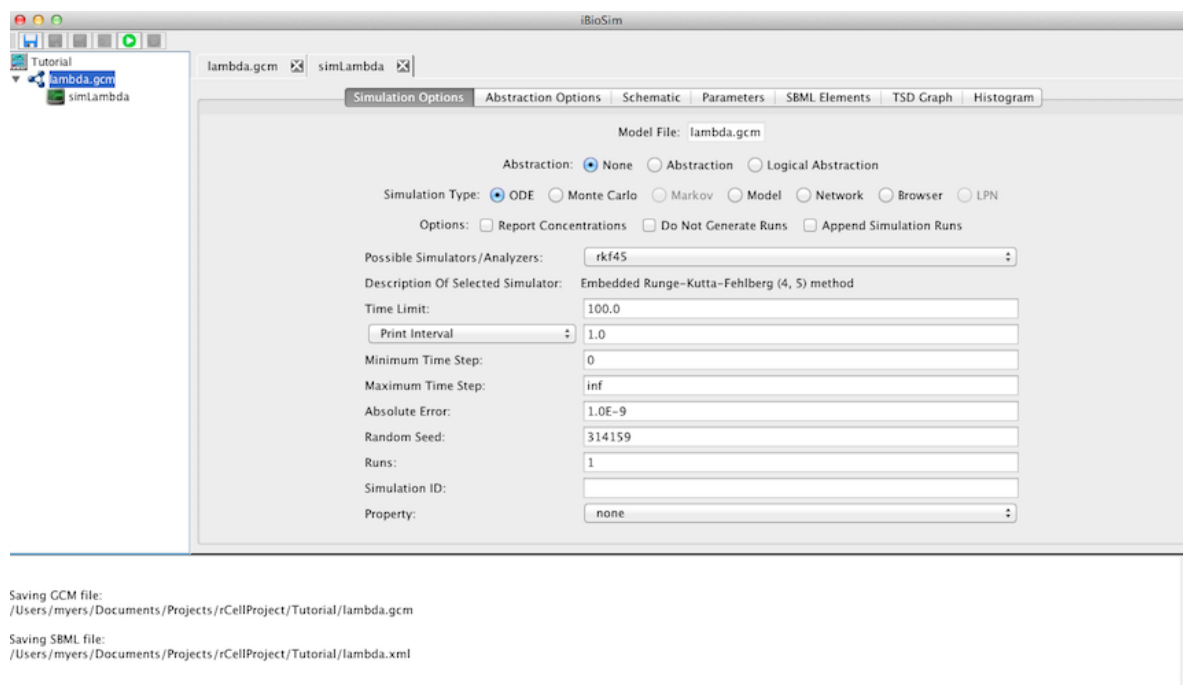 iBioSim
Tutorial
lambda.gcm
simLambda
lambda.gcm simLambda
Simulation Options Abstraction Options Schematic Parameters SBML Elements TSD Graph Histogram
Model File: lambda.gcm
Abstraction: None Abstraction Logical Abstraction
Simulation Type: ODE Monte Carlo Markov Model Network Browser LPN
Options: Report Concentrations Do Not Generate Runs Append Simulation Runs
Possible Simulators/Analyzers: rkf45
Description Of Selected Simulator: Embedded Runge-Kutta-Fehlberg (4, 5) method
Time Limit: 100.0
Print Interval 1.0
Minimum Time Step: 0
Maximum Time Step: inf
Absolute Error: 1.0E-9
Random Seed: 314159
Runs: 1
Simulation ID:
Property: none
Saving GCM file:
/Users/myers/Documents/Projects/rCellProject/Tutorial/lambda.gcm
Saving SBML file:
/Users/myers/Documents/Projects/rCellProject/Tutorial/lambda.xml